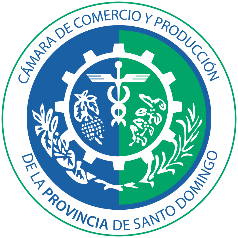 CÁMARA DE COMERCIO Y PRODUCCIÓN
DE LA PROVINCIA DE SANTO DOMINGO